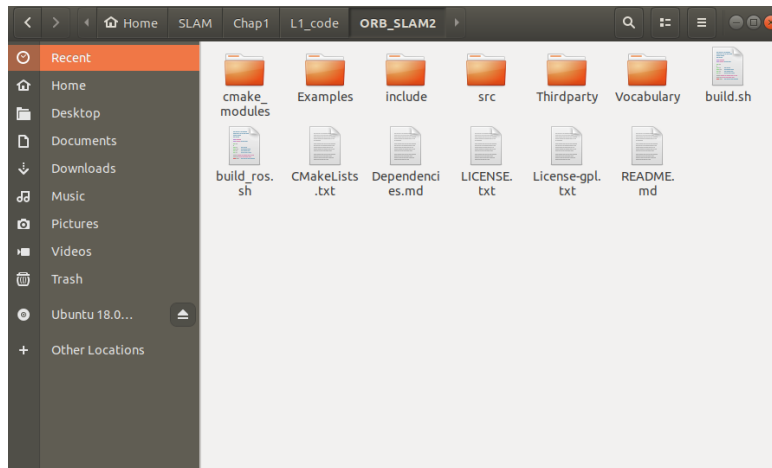 Home SLAM Chap1 L1_code ORB_SLAM2
Recent
Home
Desktop
Documents
Downloads
Music
Pictures
Videos
Trash
Ubuntu 18.0...
Other Locations
cmake_
modules
Examples
include
src
Thirdparty
Vocabulary
build.sh
build_ros.
sh
CMakeLists
.txt
Dependenci
es.md
LICENSE.
txt
License-gpl.
txt
README.
md